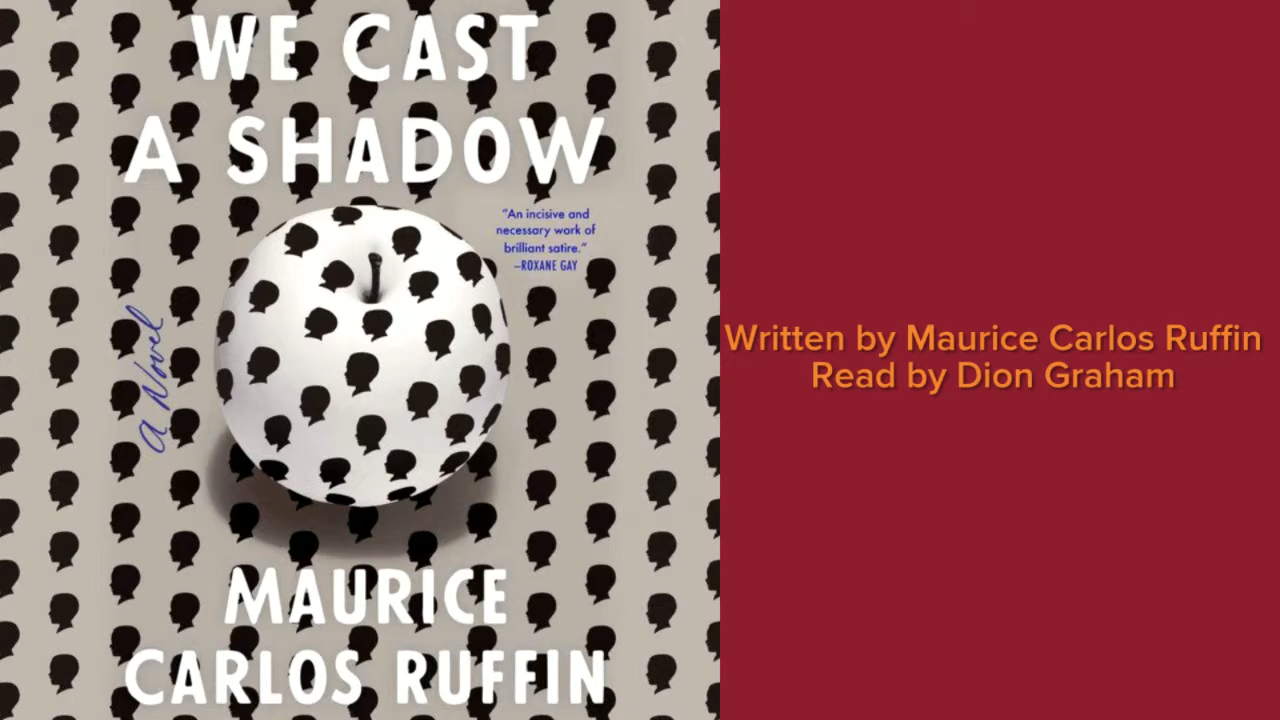 WE CAST
A SHADOW
"An incisive and
necessary work of
brilliant satire."
–ROXANE GAY
a Novel
MAURICE
CARLOS RUFFIN
Written by Maurice Carlos Ruffin
Read by Dion Graham